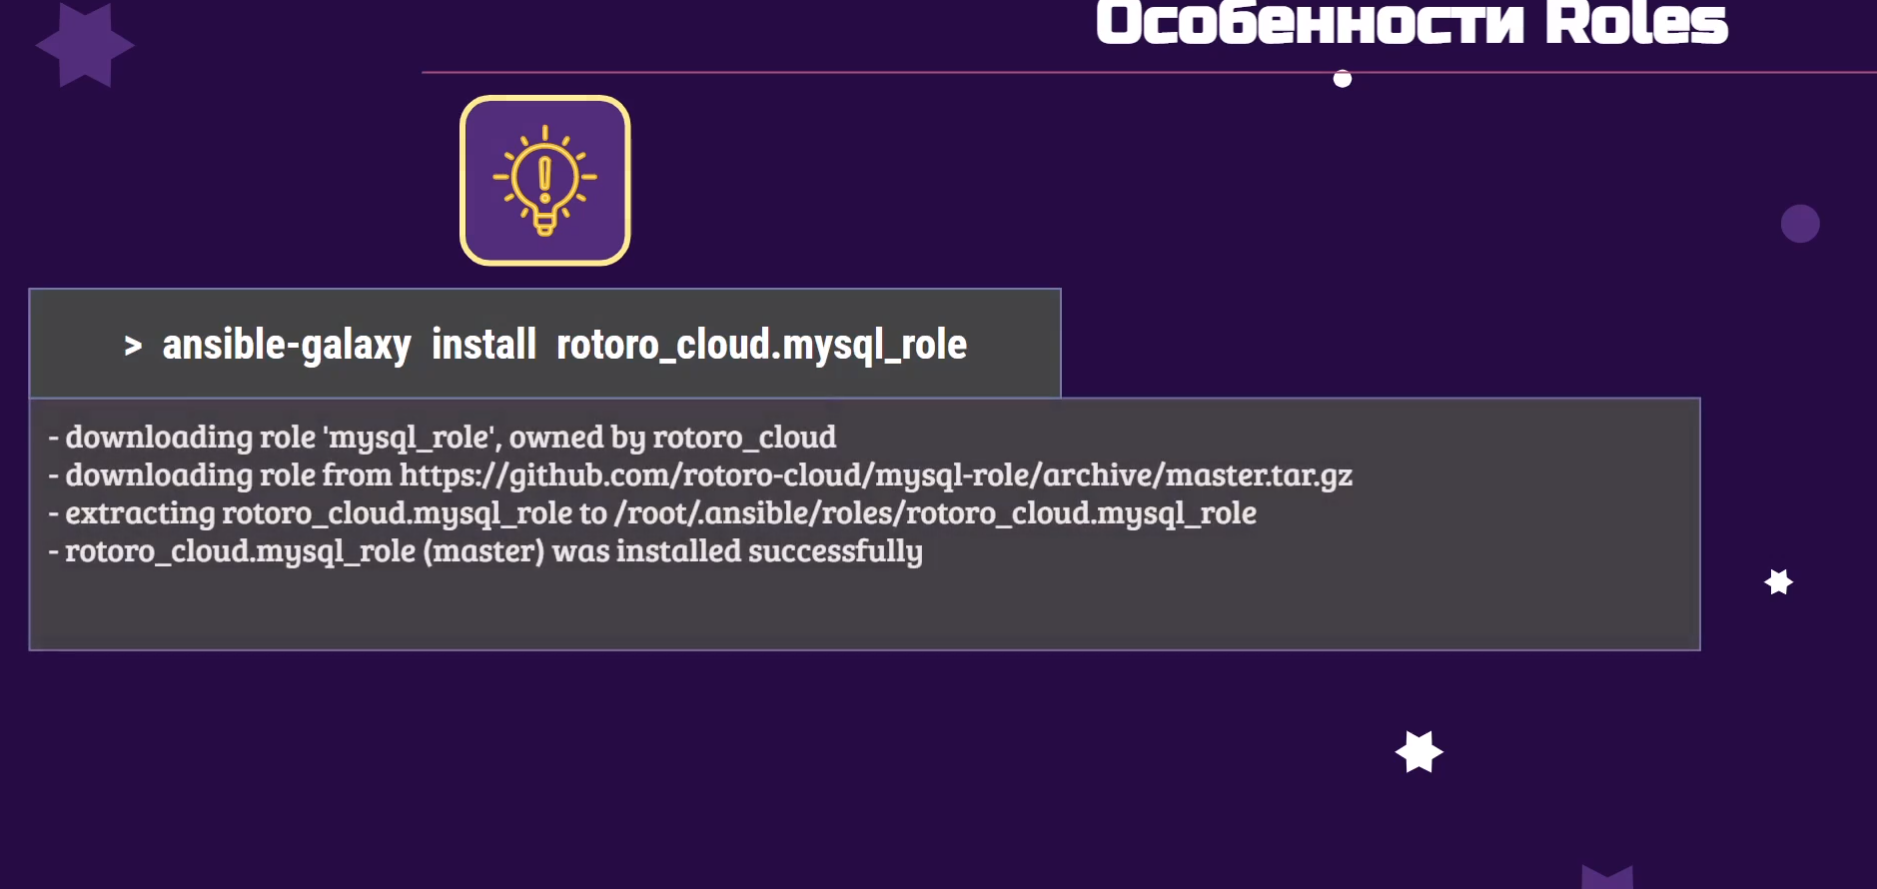 Особенности Roles
> ansible-galaxy install rotoro_cloud.mysql_role
- downloading role 'mysql_role', owned by rotoro_cloud
- downloading role from https://github.com/rotoro-cloud/mysql-role/archive/master.tar.gz
- extracting rotoro_cloud.mysql_role to /root/.ansible/roles/rotoro_cloud.mysql_role
- rotoro_cloud.mysql_role (master) was installed successfully